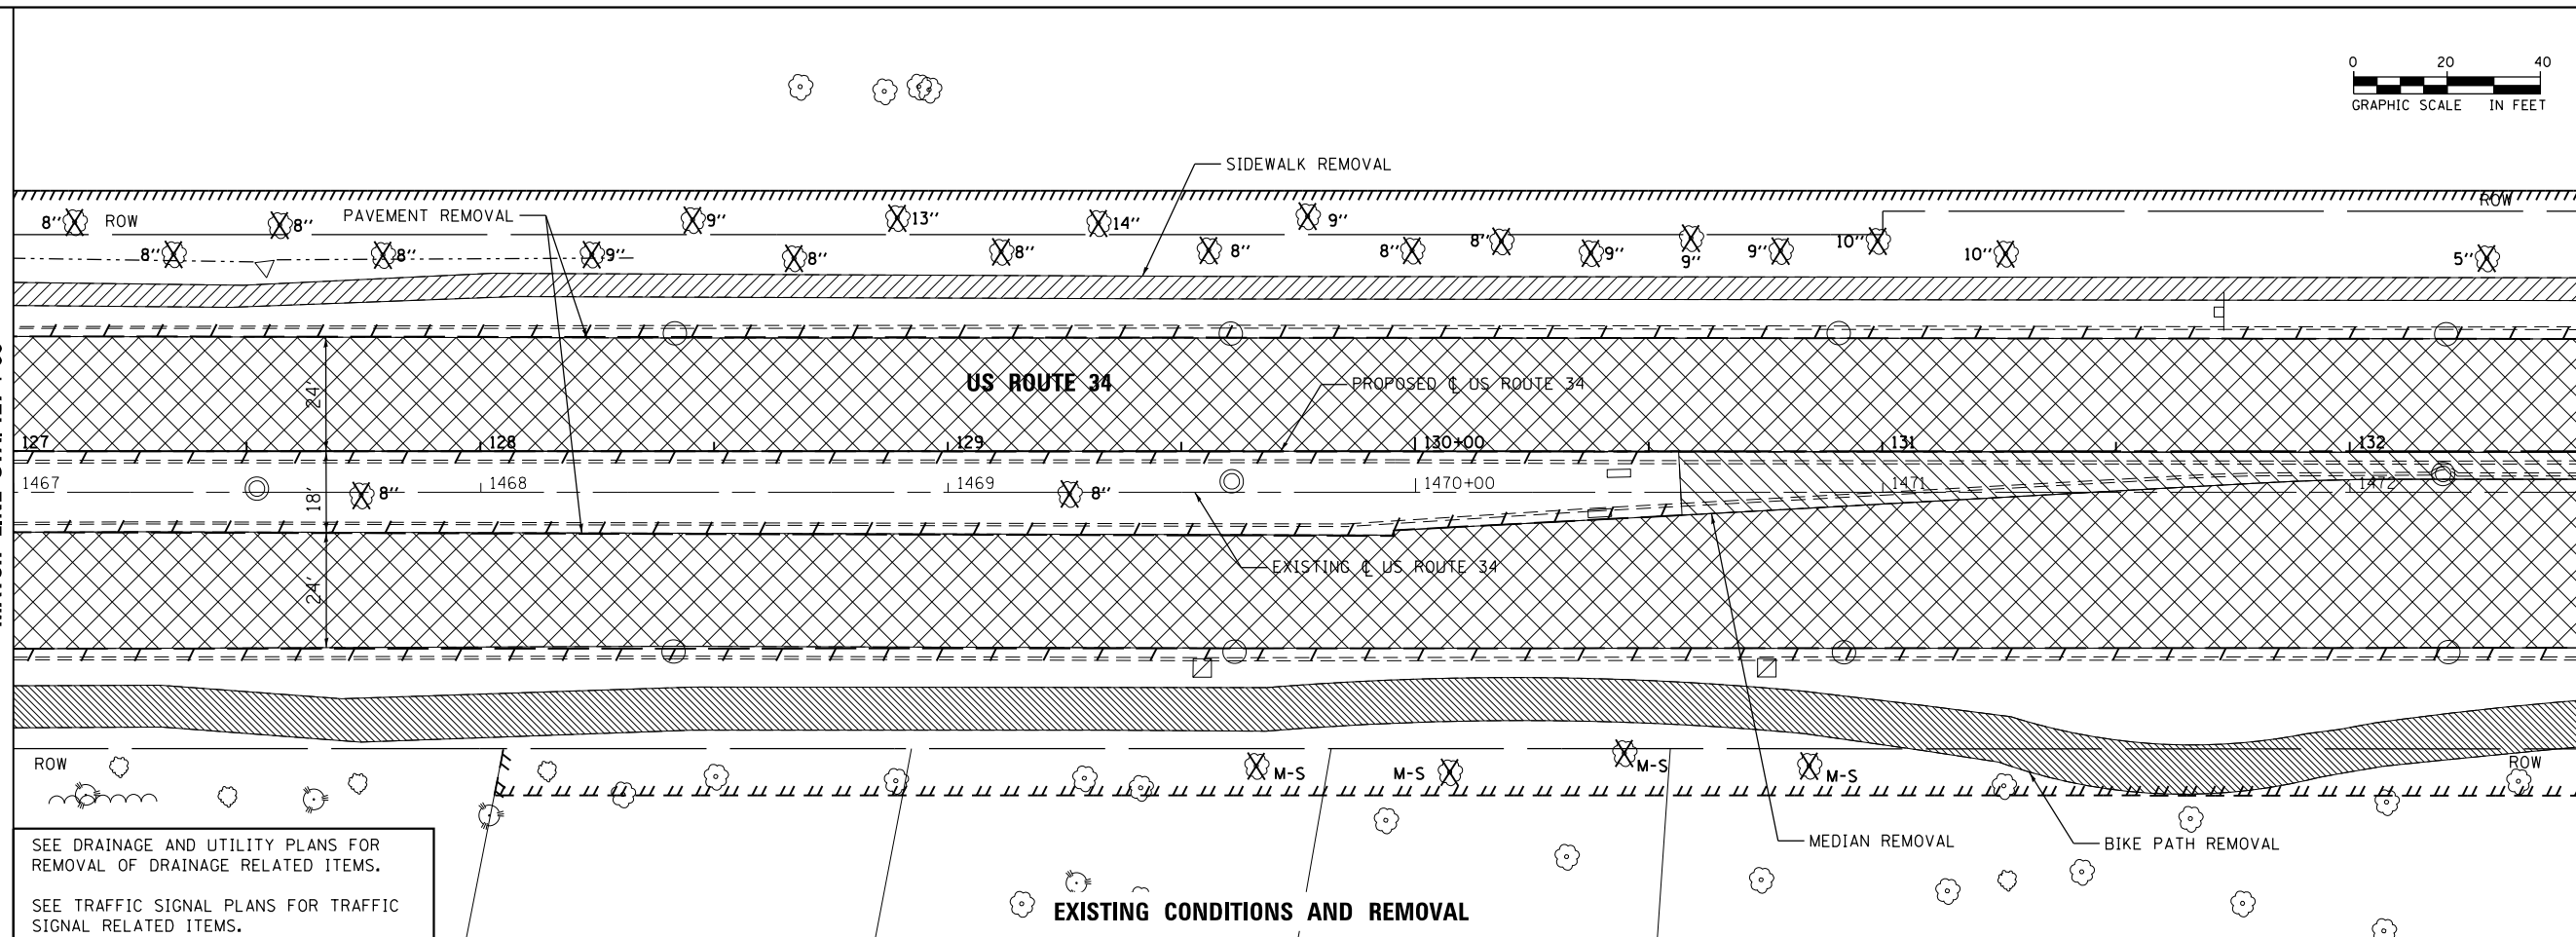 0 20 40
GRAPHIC SCALE IN FEET
SIDEWALK REMOVAL
ROW
8'' ROW 8'' PAVEMENT REMOVAL 9'' 13'' 14'' 9''
8'' 8'' 9'' 8'' 8'' 8'' 8'' 8'' 9'' 9'' 9'' 10'' 10'' 5''
24'
US ROUTE 34
PROPOSED ℄ US ROUTE 34
127 128 129 130+00 131 132
1467 1468 1469 1470+00 1471 1472
18'
8'' 8''
EXISTING ℄ US ROUTE 34
24'
ROW
M-S M-S M-S M-S
ROW
MEDIAN REMOVAL
BIKE PATH REMOVAL
SEE DRAINAGE AND UTILITY PLANS FOR
REMOVAL OF DRAINAGE RELATED ITEMS.
SEE TRAFFIC SIGNAL PLANS FOR TRAFFIC
SIGNAL RELATED ITEMS.
EXISTING CONDITIONS AND REMOVAL